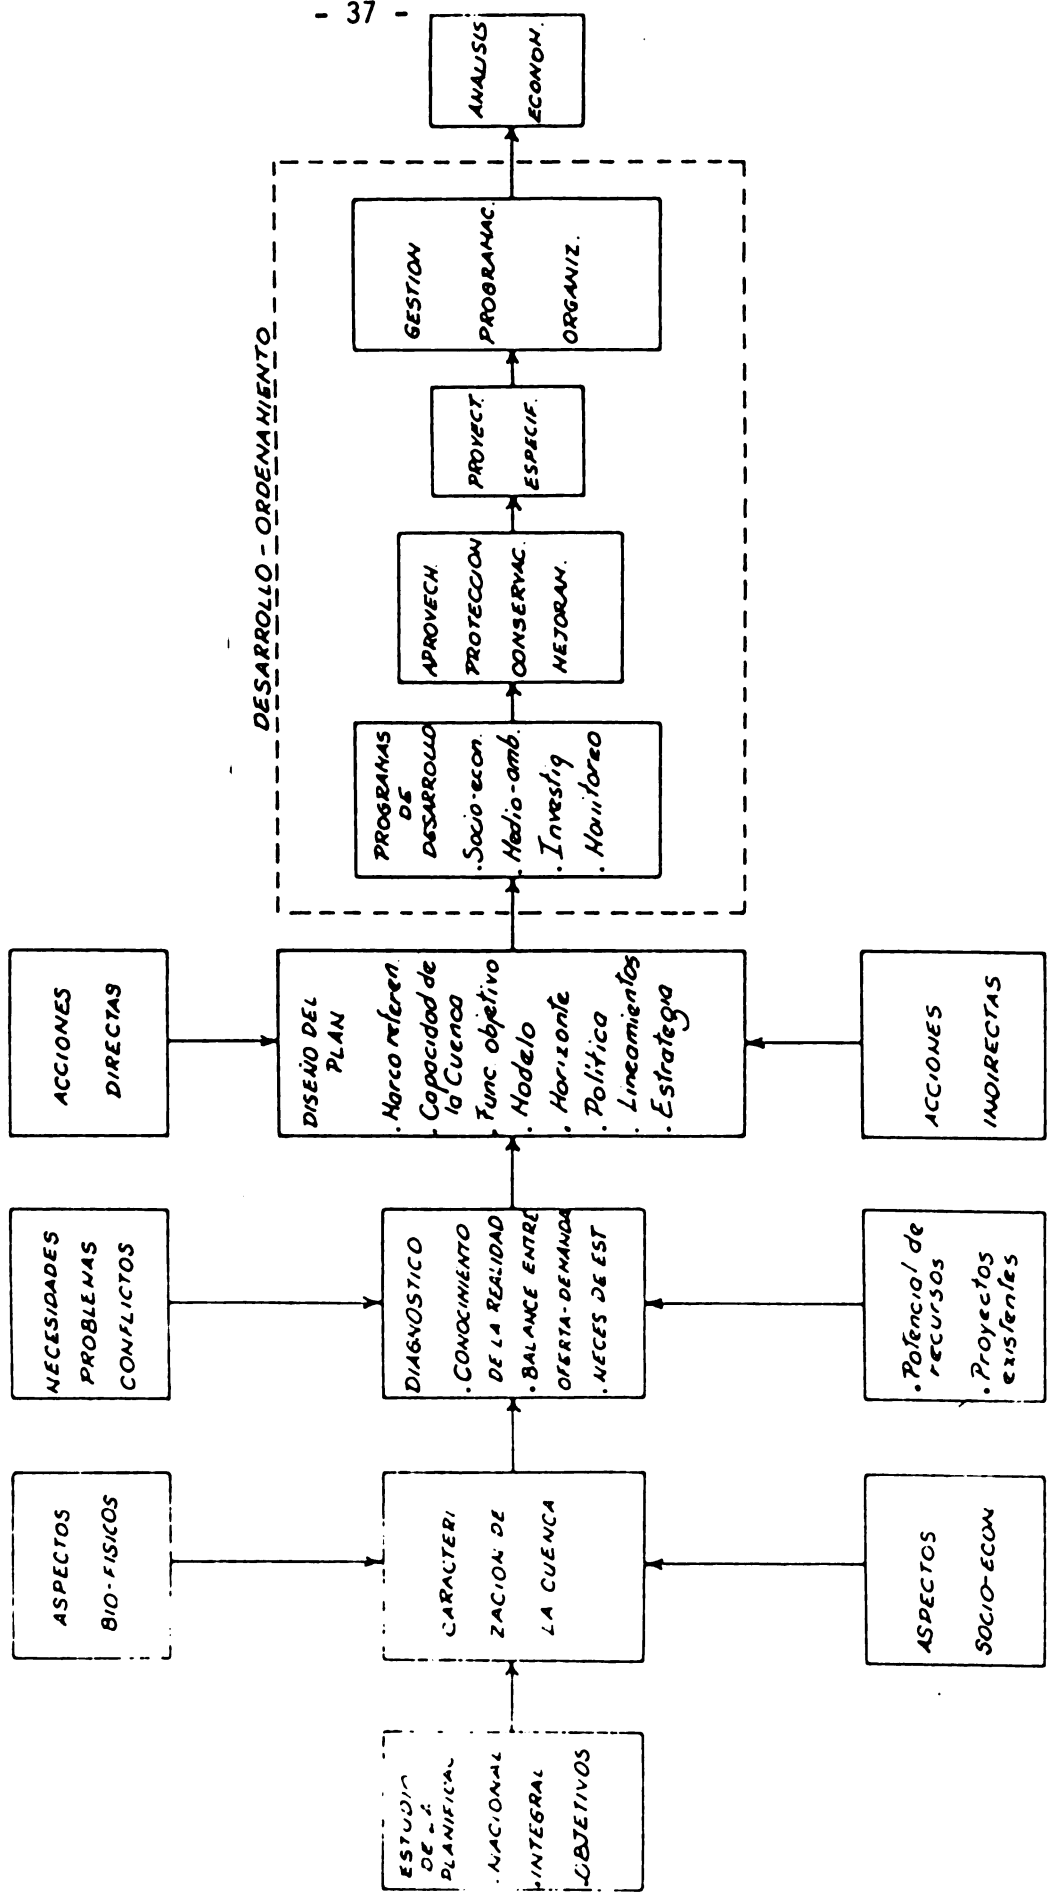 - 37 -
ESTUDIO
DE LA
PLANIFICAC
. NACIONAL
. INTEGRAL
. OBJETIVOS
ASPECTOS
BIO-FISICOS
CARACTERI
ZACION DE
LA CUENCA
ASPECTOS
SOCIO-ECON
NECESIDADES
PROBLEMAS
CONFLICTOS
DIAGNOSTICO
. CONOCIMIENTO
DE LA REALIDAD
. BALANCE ENTRE
OFERTA-DEMANDA
. NECES DE EST
. Potencial de
recursos
. Proyectos
existentes
ACCIONES
DIRECTAS
DISEÑO DEL
PLAN
. Marco referen.
. Capacidad de
la Cuenca
. Func objetivo
. Modelo
. Horizonte
. Política
. Lineamientos
. Estrategia
ACCIONES
INDIRECTAS
DESARROLLO - ORDENAMIENTO
PROGRAMAS
DE
DESARROLLO
. Socio-econ.
. Medio-amb.
. Investig
. Monitoreo
APROVECH.
PROTECCION
CONSERVAC.
MEJORAM.
PROYECT.
ESPECIF.
GESTION
PROGRAMAC.
ORGANIZ.
ANALISIS
ECONOM.